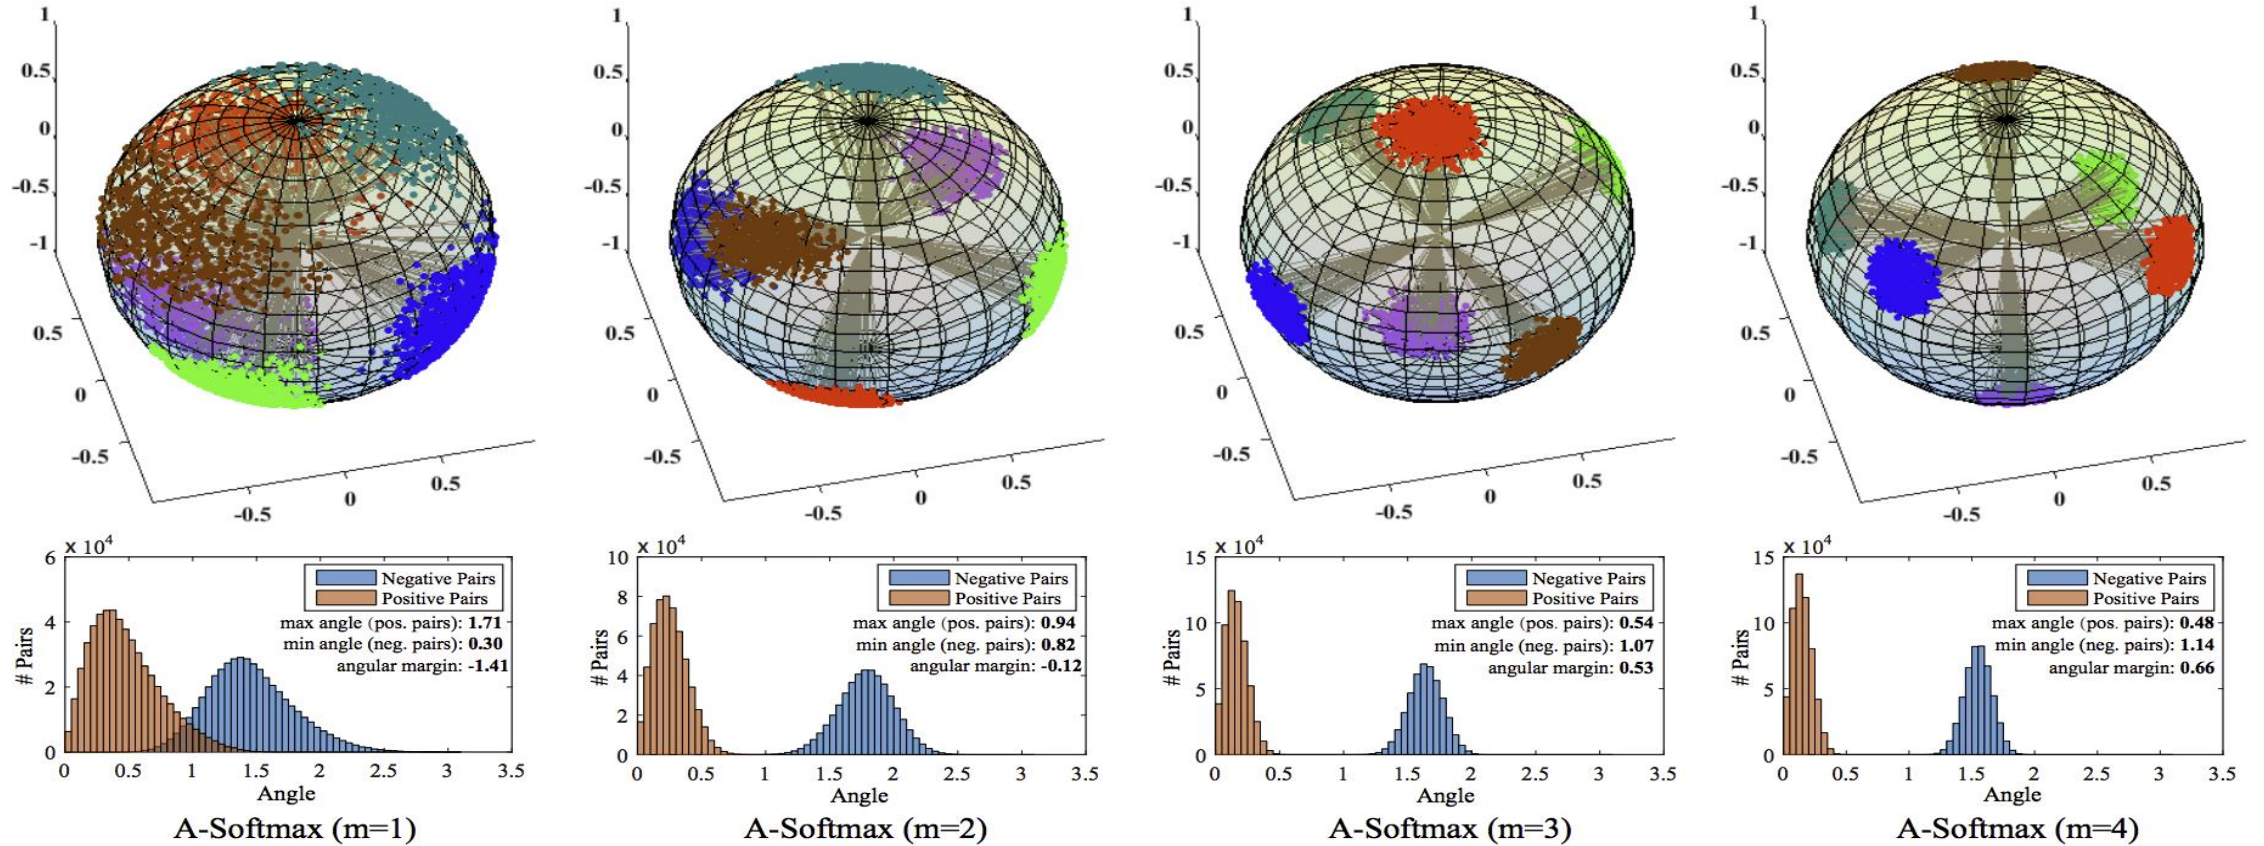 1
0.5
0
-0.5
-1
0.5
0
-0.5
-0.5
0
0.5
1
0.5
0
-0.5
-1
0.5
0
-0.5
-0.5
0
0.5
1
0.5
0
-0.5
-1
0.5
0
-0.5
-0.5
0
0.5
1
0.5
0
-0.5
-1
0.5
0
-0.5
-0.5
0
0.5
x 10^4
6
4
2
0
# Pairs
Negative Pairs
Positive Pairs
max angle (pos. pairs): 1.71
min angle (neg. pairs): 0.30
angular margin: -1.41
0 0.5 1 1.5 2 2.5 3 3.5
Angle
A-Softmax (m=1)
x 10^4
10
8
6
4
2
0
# Pairs
Negative Pairs
Positive Pairs
max angle (pos. pairs): 0.94
min angle (neg. pairs): 0.82
angular margin: -0.12
0 0.5 1 1.5 2 2.5 3 3.5
Angle
A-Softmax (m=2)
x 10^4
15
10
5
0
# Pairs
Negative Pairs
Positive Pairs
max angle (pos. pairs): 0.54
min angle (neg. pairs): 1.07
angular margin: 0.53
0 0.5 1 1.5 2 2.5 3 3.5
Angle
A-Softmax (m=3)
x 10^4
15
10
5
0
# Pairs
Negative Pairs
Positive Pairs
max angle (pos. pairs): 0.48
min angle (neg. pairs): 1.14
angular margin: 0.66
0 0.5 1 1.5 2 2.5 3 3.5
Angle
A-Softmax (m=4)